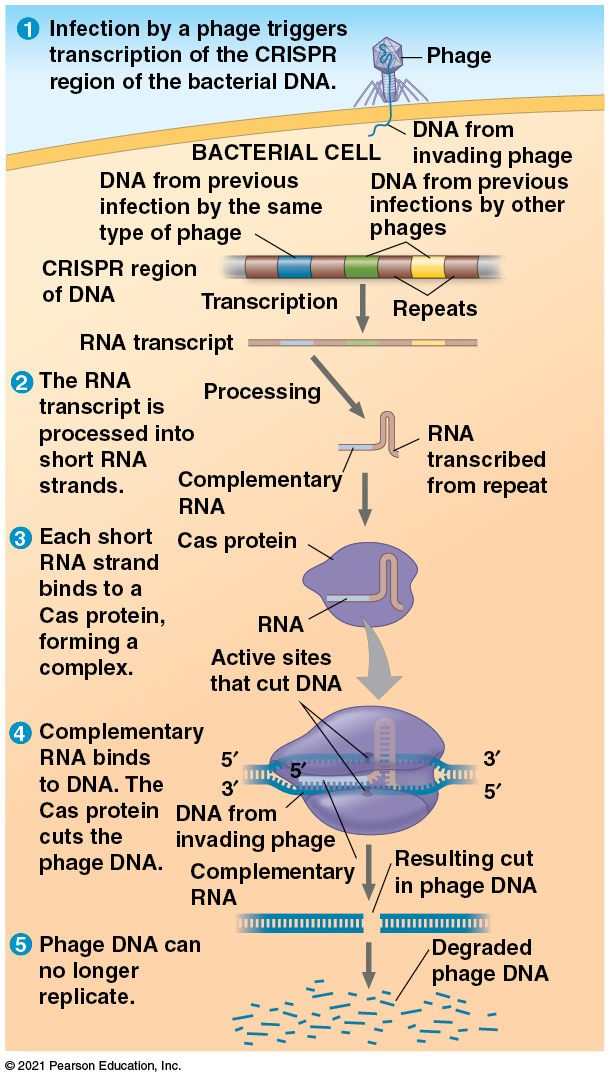 1 Infection by a phage triggers
transcription of the CRISPR
region of the bacterial DNA.
Phage
DNA from
invading phage
BACTERIAL CELL
DNA from previous
infection by the same
type of phage
DNA from previous
infections by other
phages
CRISPR region
of DNA
Transcription
Repeats
RNA transcript
2 The RNA
transcript is
processed into
short RNA
strands.
Processing
Complementary
RNA
RNA
transcribed
from repeat
3 Each short
RNA strand
binds to a
Cas protein,
forming a
complex.
Cas protein
RNA
Active sites
that cut DNA
4 Complementary
RNA binds
to DNA. The
Cas protein
cuts the
phage DNA.
5′
3′
5′
3′
5′
DNA from
invading phage
Complementary
RNA
Resulting cut
in phage DNA
5 Phage DNA can
no longer
replicate.
Degraded
phage DNA
© 2021 Pearson Education, Inc.